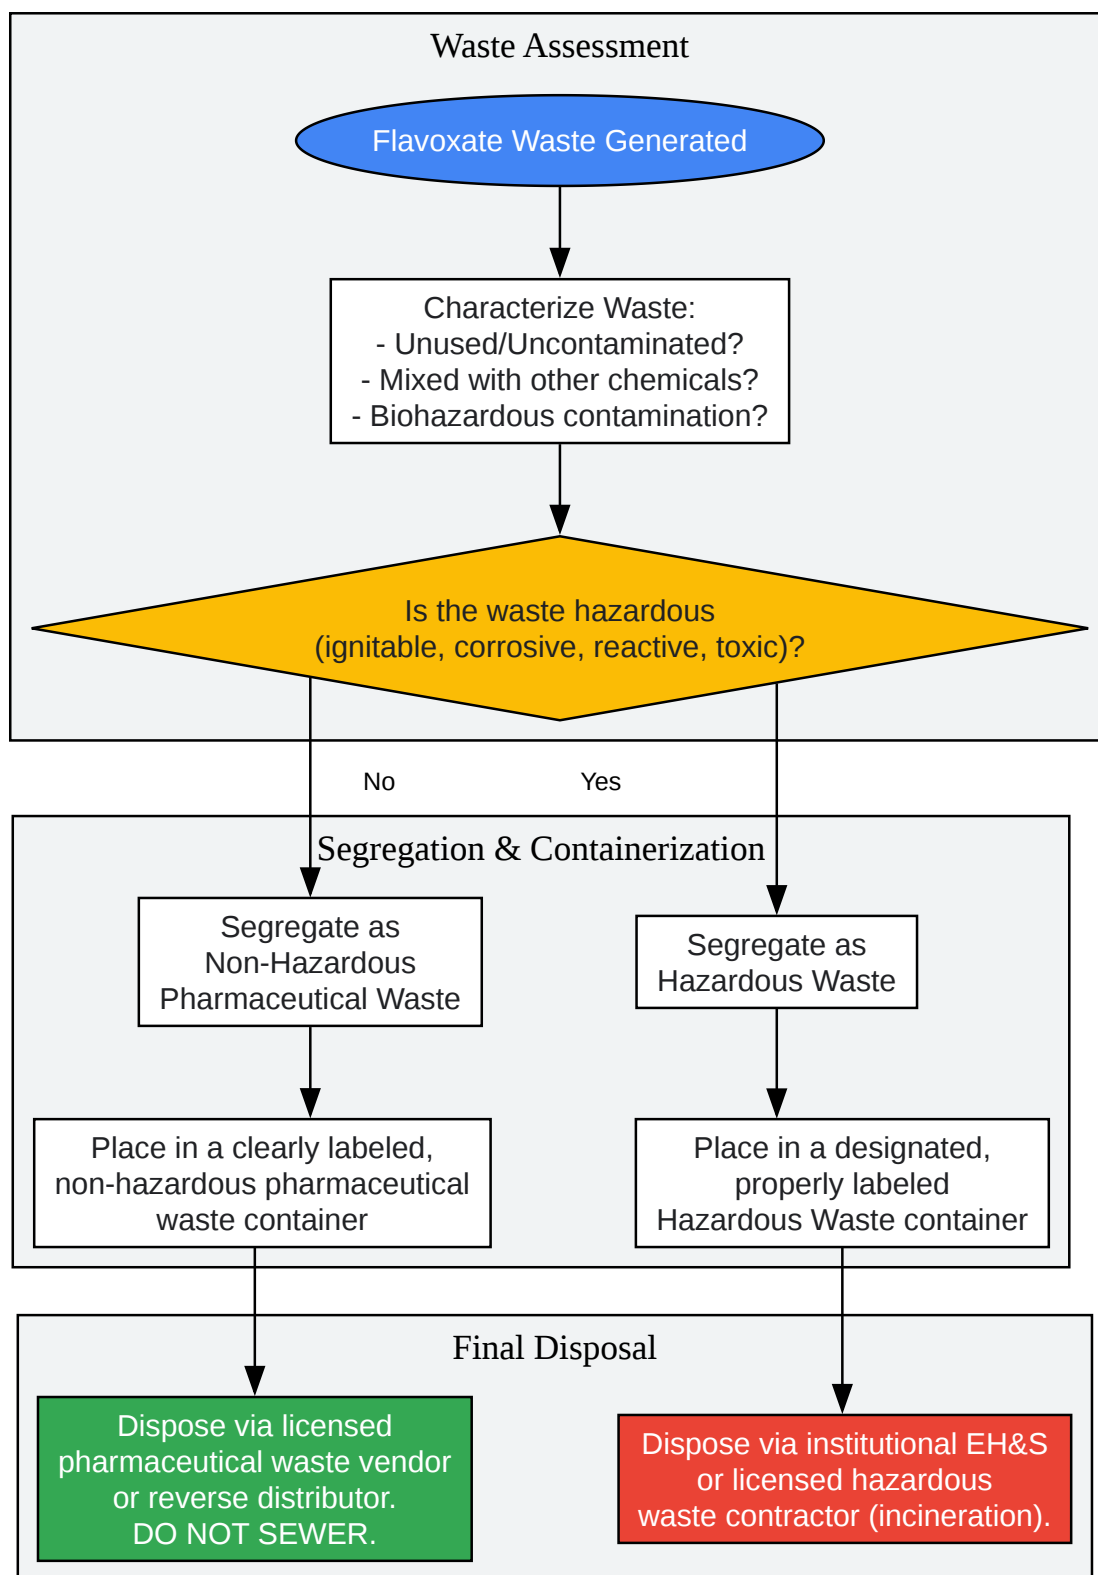 Waste Assessment
Flavoxate Waste Generated
Characterize Waste:
- Unused/Uncontaminated?
- Mixed with other chemicals?
- Biohazardous contamination?
Is the waste hazardous
(ignitable, corrosive, reactive, toxic)?
No
Yes
Segregation & Containerization
Segregate as
Non-Hazardous
Pharmaceutical Waste
Segregate as
Hazardous Waste
Place in a clearly labeled,
non-hazardous pharmaceutical
waste container
Place in a designated,
properly labeled
Hazardous Waste container
Final Disposal
Dispose via licensed
pharmaceutical waste vendor
or reverse distributor.
DO NOT SEWER.
Dispose via institutional EH&S
or licensed hazardous
waste contractor (incineration).